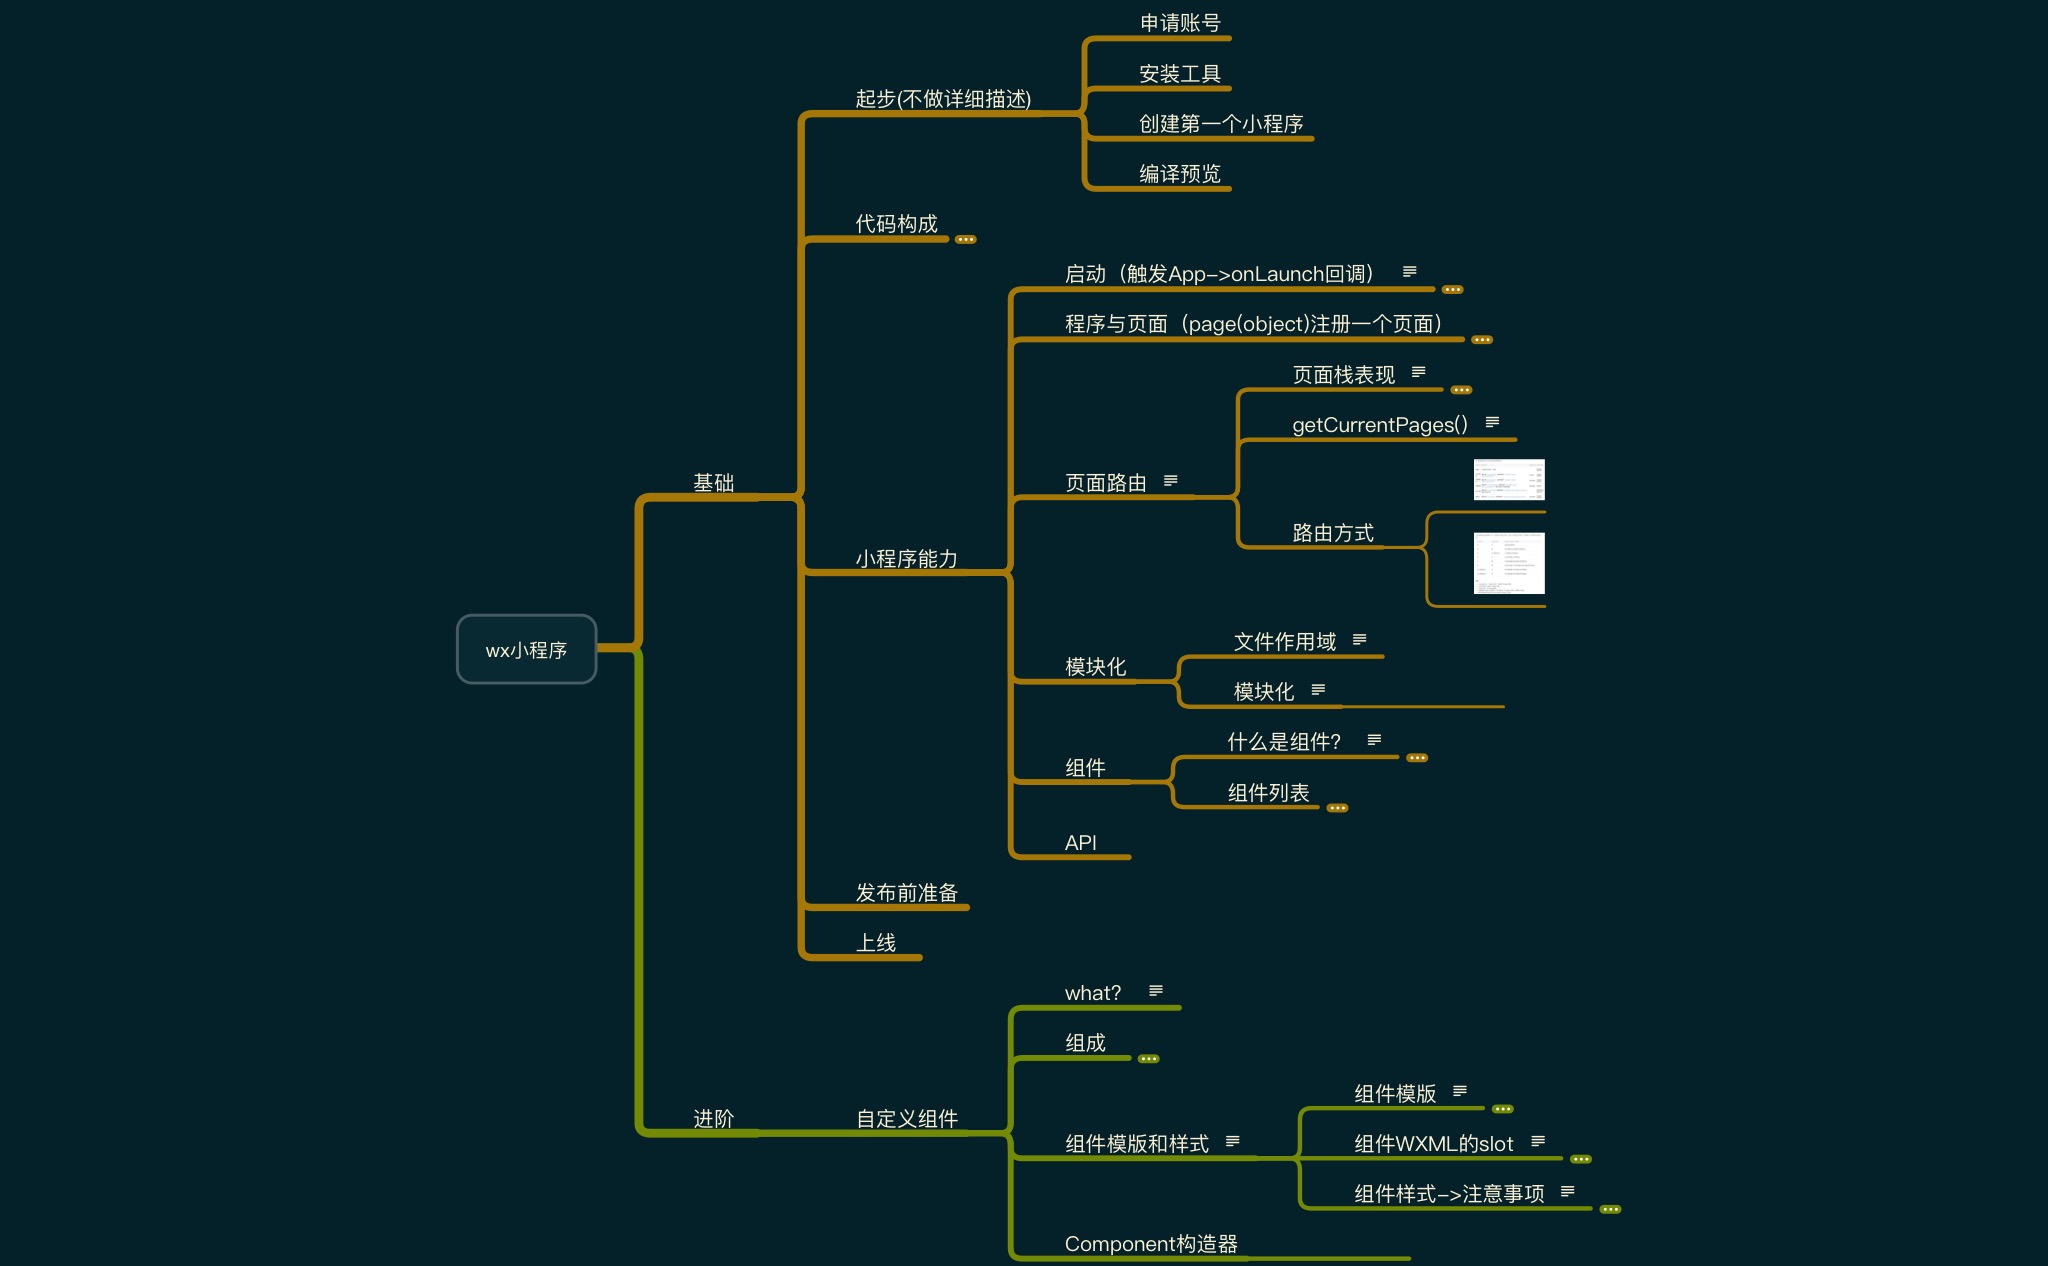 申请账号
安装工具
起步(不做详细描述)
创建第一个小程序
编译预览
代码构成
启动（触发App->onLaunch回调）
程序与页面（page(object)注册一个页面）
页面栈表现
getCurrentPages()
基础
页面路由
路由方式
小程序能力
wx小程序
文件作用域
模块化
模块化
什么是组件?
组件
组件列表
API
发布前准备
上线
what?
组成
进阶
自定义组件
组件模版
组件模版和样式
组件WXML的slot
组件样式->注意事项
Component构造器